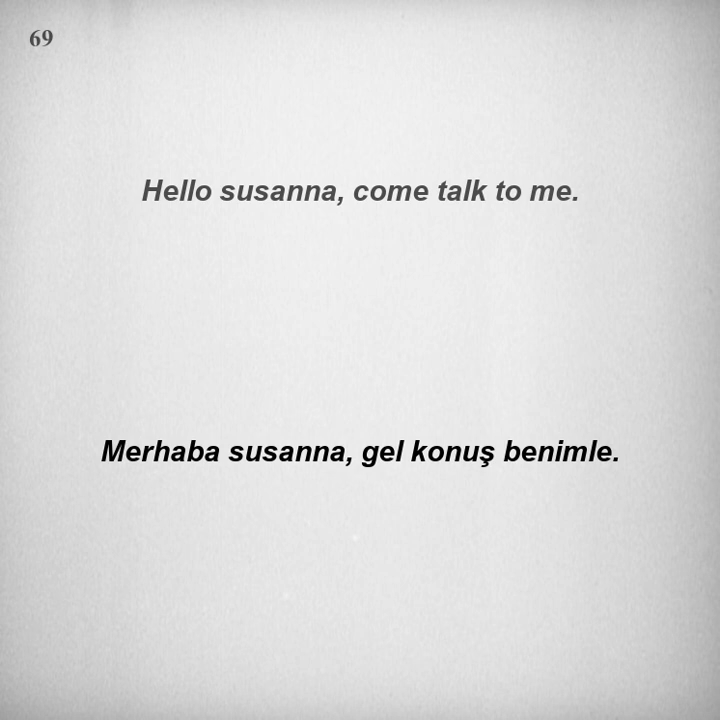 69
Hello susanna, come talk to me.
Merhaba susanna, gel konuş benimle.